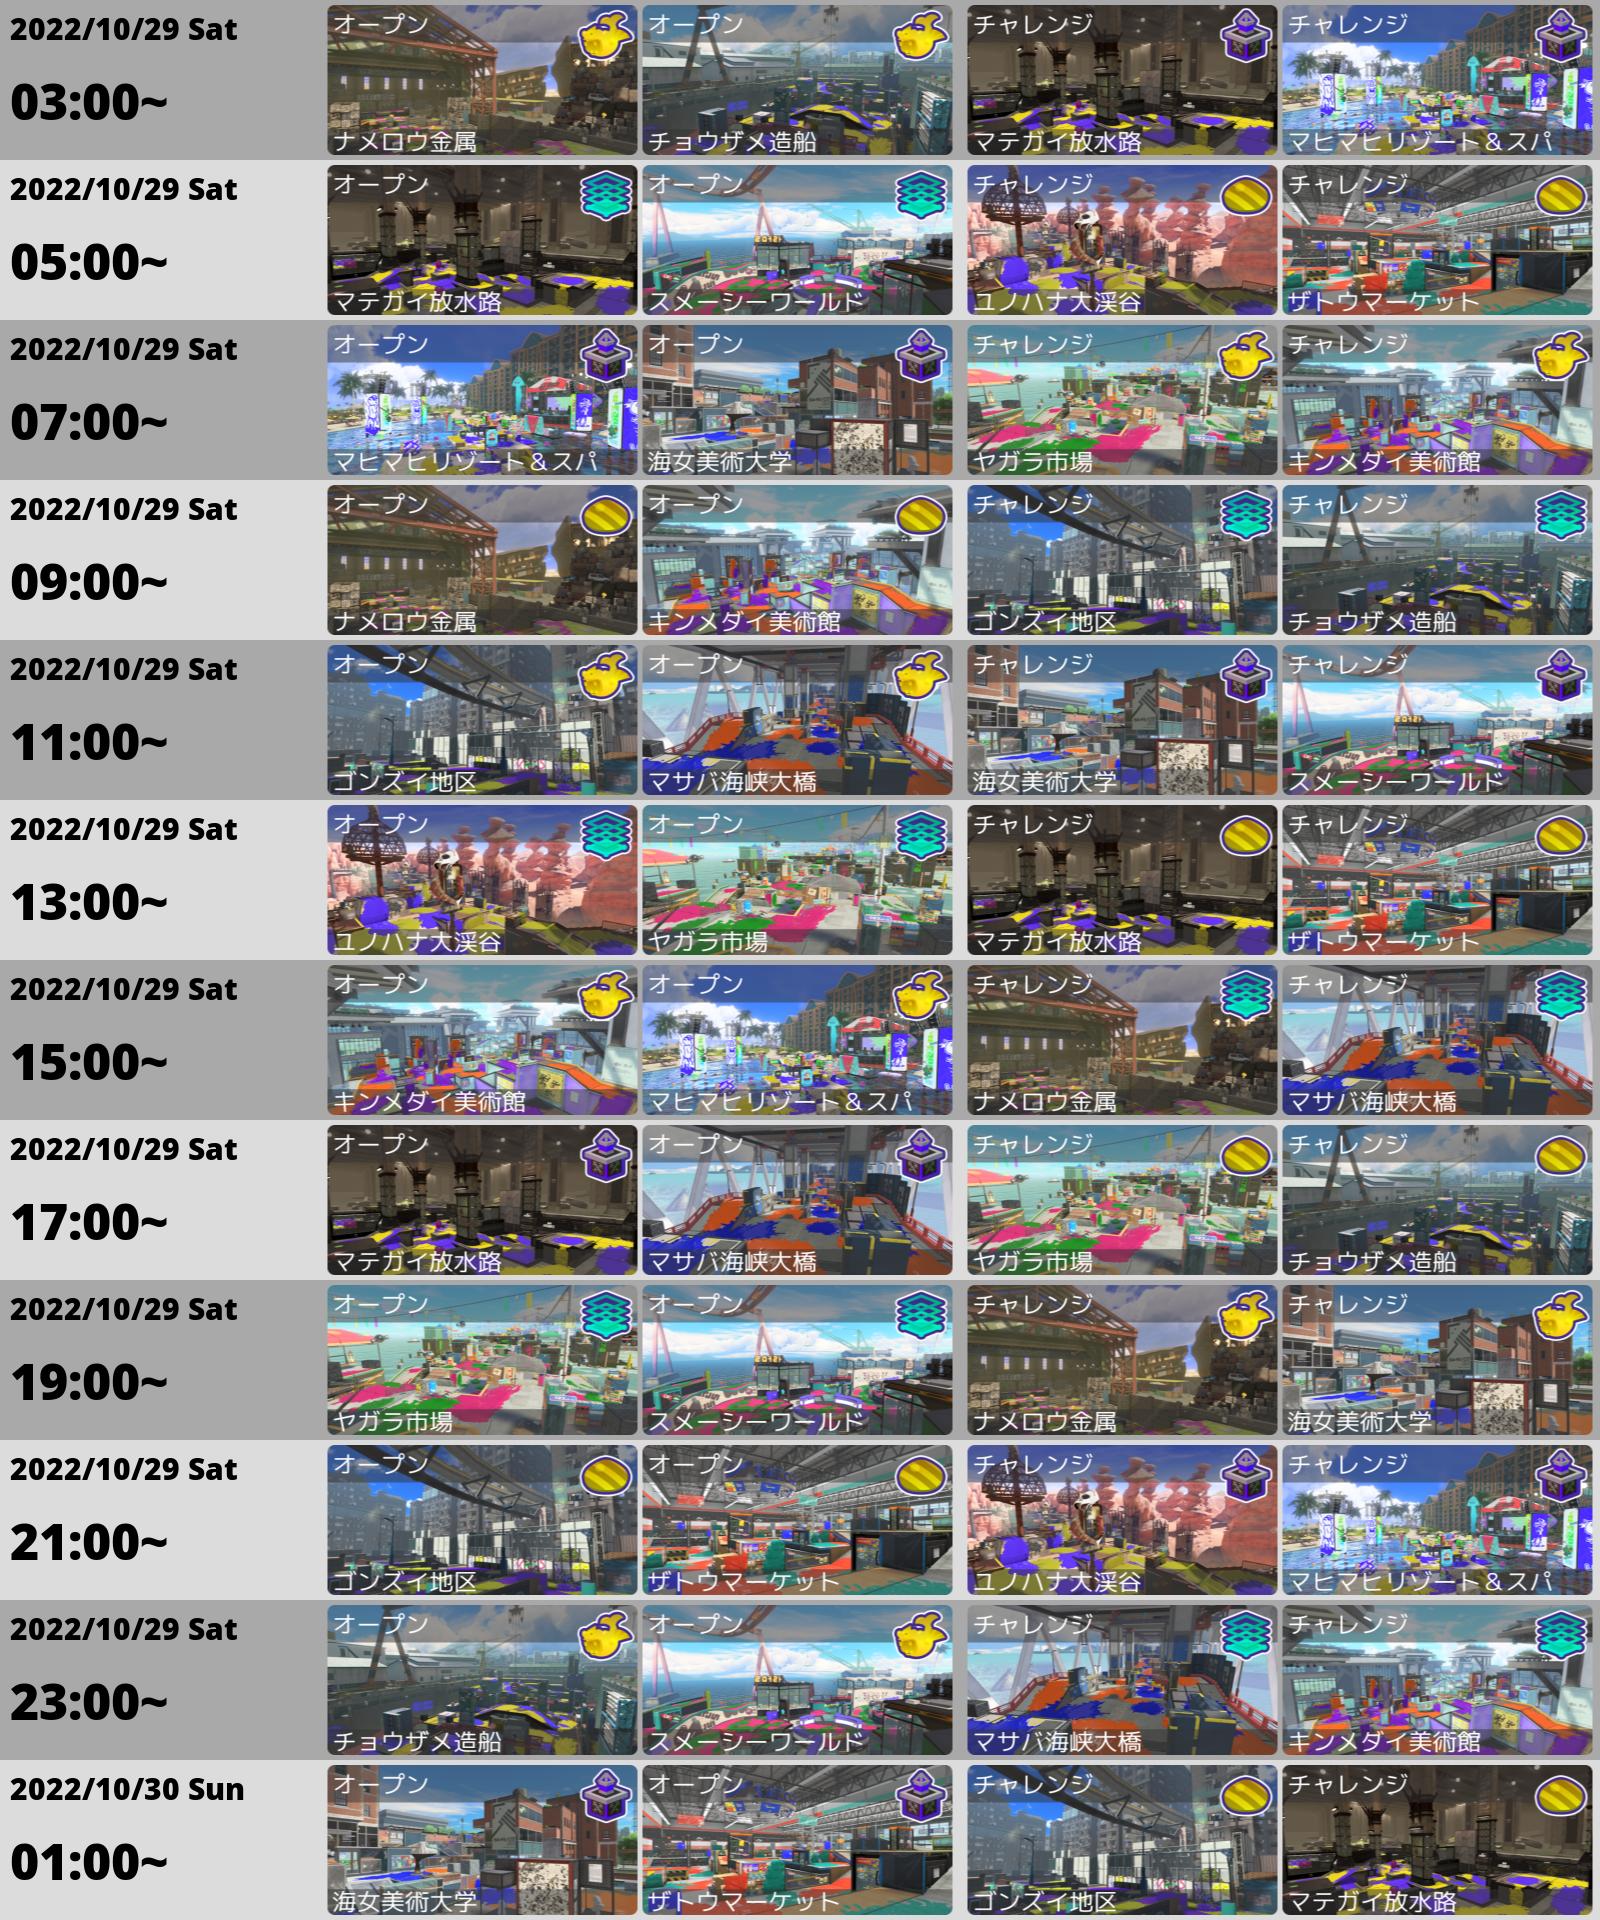 2022/10/29 Sat
03:00~
オープン
ナメロウ金属
オープン
チョウザメ造船
チャレンジ
マテガイ放水路
チャレンジ
マヒマヒリゾート&スパ
2022/10/29 Sat
05:00~
オープン
マテガイ放水路
オープン
スメーシーワールド
チャレンジ
ユノハナ大渓谷
チャレンジ
ザトウマーケット
2022/10/29 Sat
07:00~
オープン
マヒマヒリゾート&スパ
オープン
海女美術大学
チャレンジ
ヤガラ市場
チャレンジ
キンメダイ美術館
2022/10/29 Sat
09:00~
オープン
ナメロウ金属
オープン
キンメダイ美術館
チャレンジ
ゴンズイ地区
チャレンジ
チョウザメ造船
2022/10/29 Sat
11:00~
オープン
ゴンズイ地区
オープン
マサバ海峡大橋
チャレンジ
海女美術大学
チャレンジ
スメーシーワールド
2022/10/29 Sat
13:00~
オープン
ユノハナ大渓谷
オープン
ヤガラ市場
チャレンジ
マテガイ放水路
チャレンジ
ザトウマーケット
2022/10/29 Sat
15:00~
オープン
キンメダイ美術館
オープン
マヒマヒリゾート&スパ
チャレンジ
ナメロウ金属
チャレンジ
マサバ海峡大橋
2022/10/29 Sat
17:00~
オープン
マテガイ放水路
オープン
マサバ海峡大橋
チャレンジ
ヤガラ市場
チャレンジ
チョウザメ造船
2022/10/29 Sat
19:00~
オープン
ヤガラ市場
オープン
スメーシーワールド
チャレンジ
ナメロウ金属
チャレンジ
海女美術大学
2022/10/29 Sat
21:00~
オープン
ゴンズイ地区
オープン
ザトウマーケット
チャレンジ
ユノハナ大渓谷
チャレンジ
マヒマヒリゾート&スパ
2022/10/29 Sat
23:00~
オープン
チョウザメ造船
オープン
スメーシーワールド
チャレンジ
マサバ海峡大橋
チャレンジ
キンメダイ美術館
2022/10/30 Sun
01:00~
オープン
海女美術大学
オープン
ザトウマーケット
チャレンジ
ゴンズイ地区
チャレンジ
マテガイ放水路